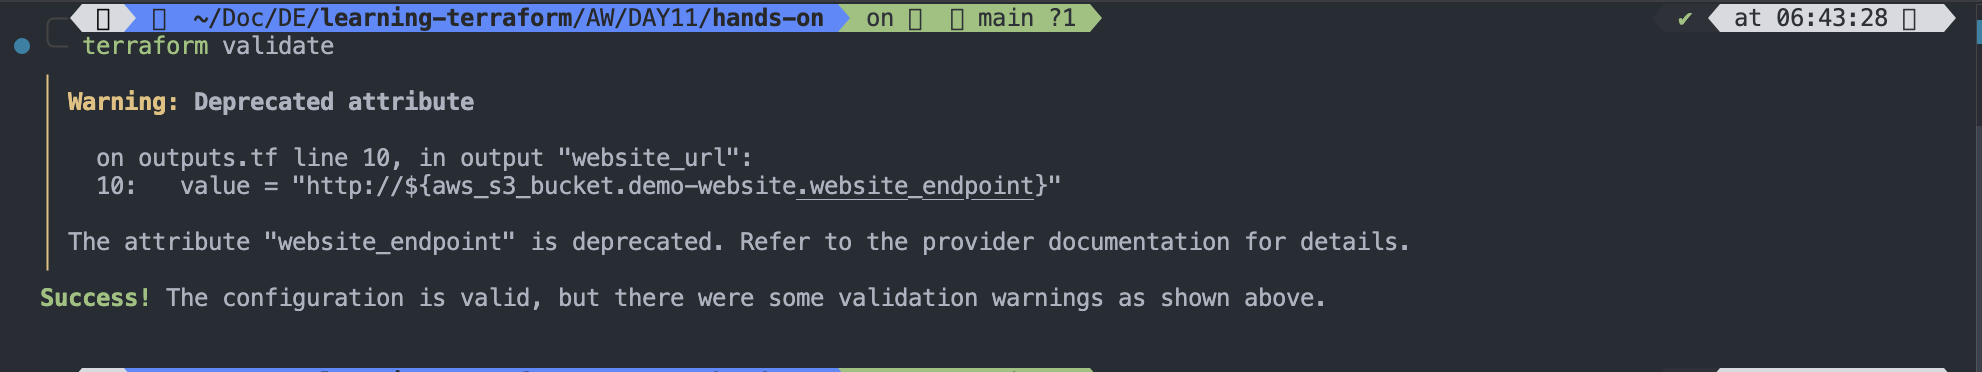 ~/Doc/DE/learning-terraform/AW/DAY11/hands-on on main ?1 ✔ at 06:43:28
terraform validate
Warning: Deprecated attribute
on outputs.tf line 10, in output "website_url":
10: value = "http://${aws_s3_bucket.demo-website.website_endpoint}"
The attribute "website_endpoint" is deprecated. Refer to the provider documentation for details.
Success! The configuration is valid, but there were some validation warnings as shown above.